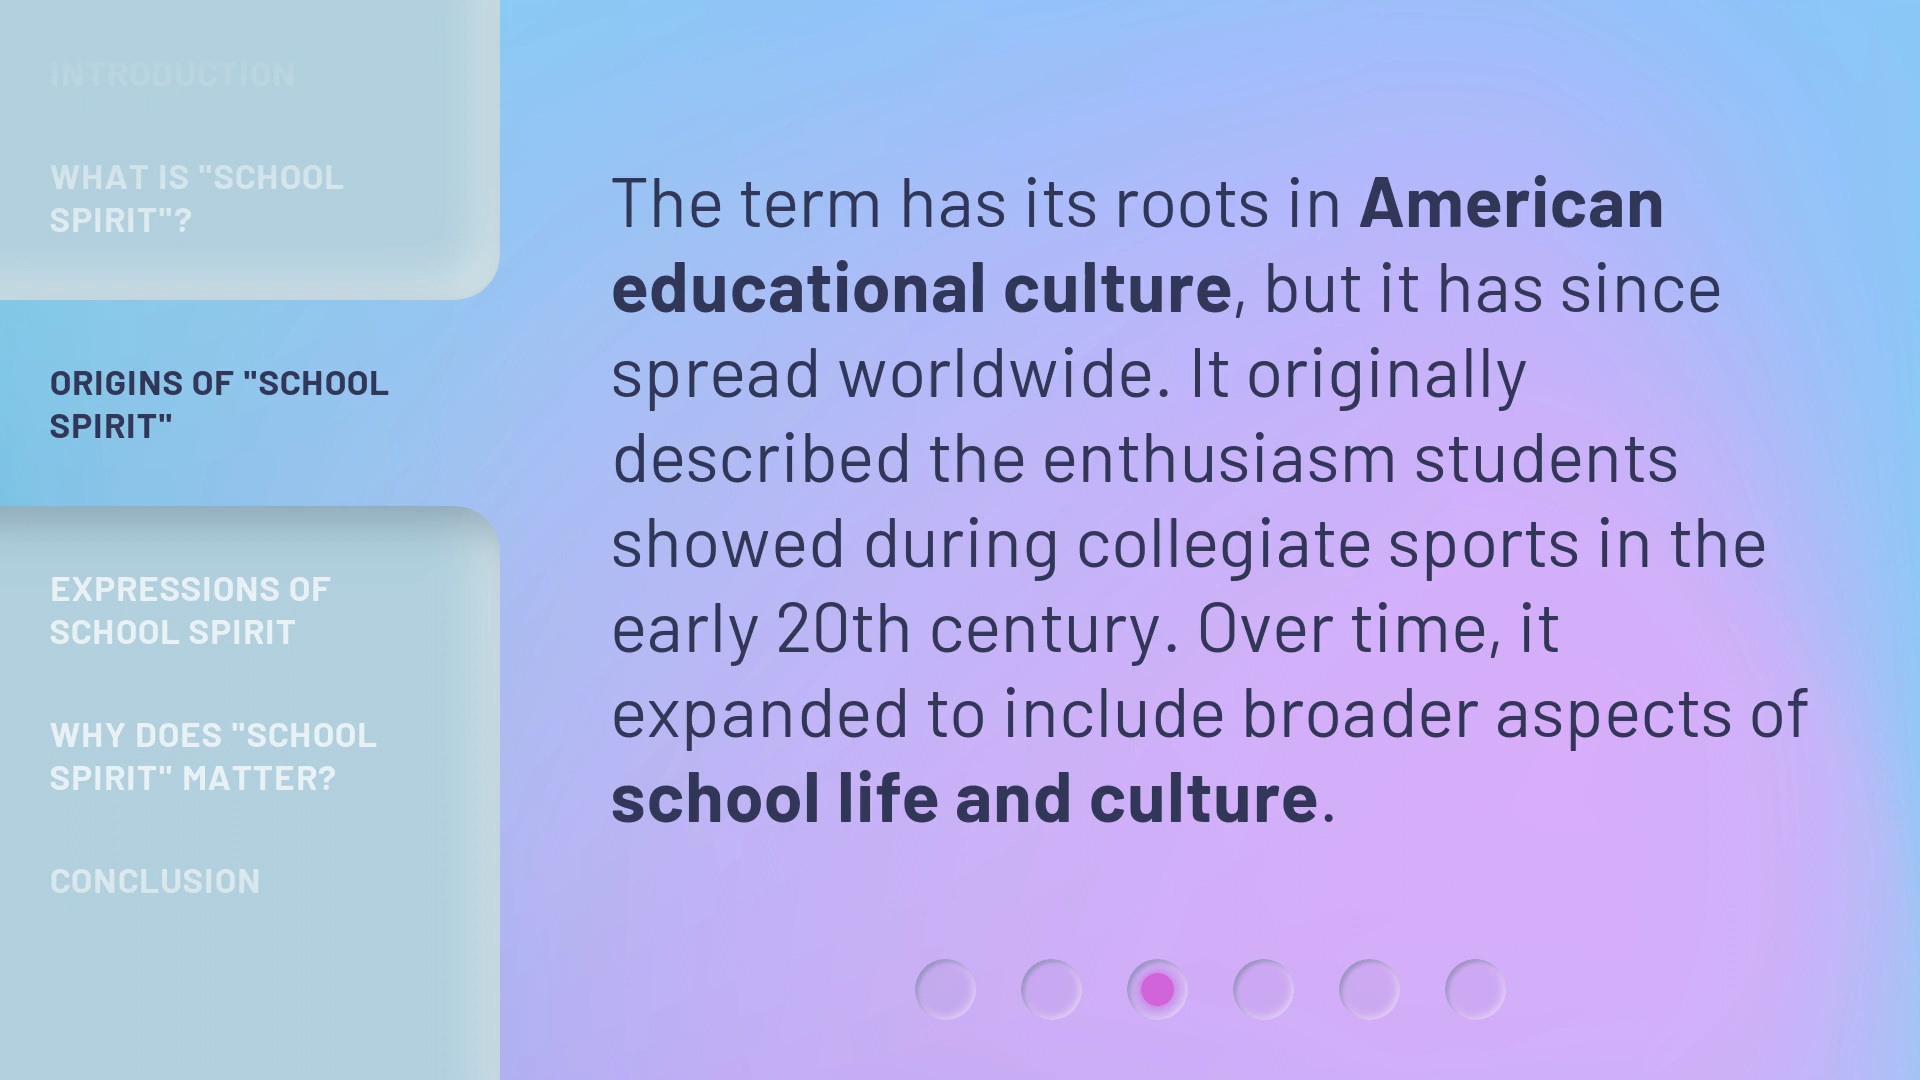 INTRODUCTION
WHAT IS "SCHOOL
SPIRIT"?
ORIGINS OF "SCHOOL
SPIRIT"
EXPRESSIONS OF
SCHOOL SPIRIT
WHY DOES "SCHOOL
SPIRIT" MATTER?
CONCLUSION
The term has its roots in American
educational culture, but it has since
spread worldwide. It originally
described the enthusiasm students
showed during collegiate sports in the
early 20th century. Over time, it
expanded to include broader aspects of
school life and culture.